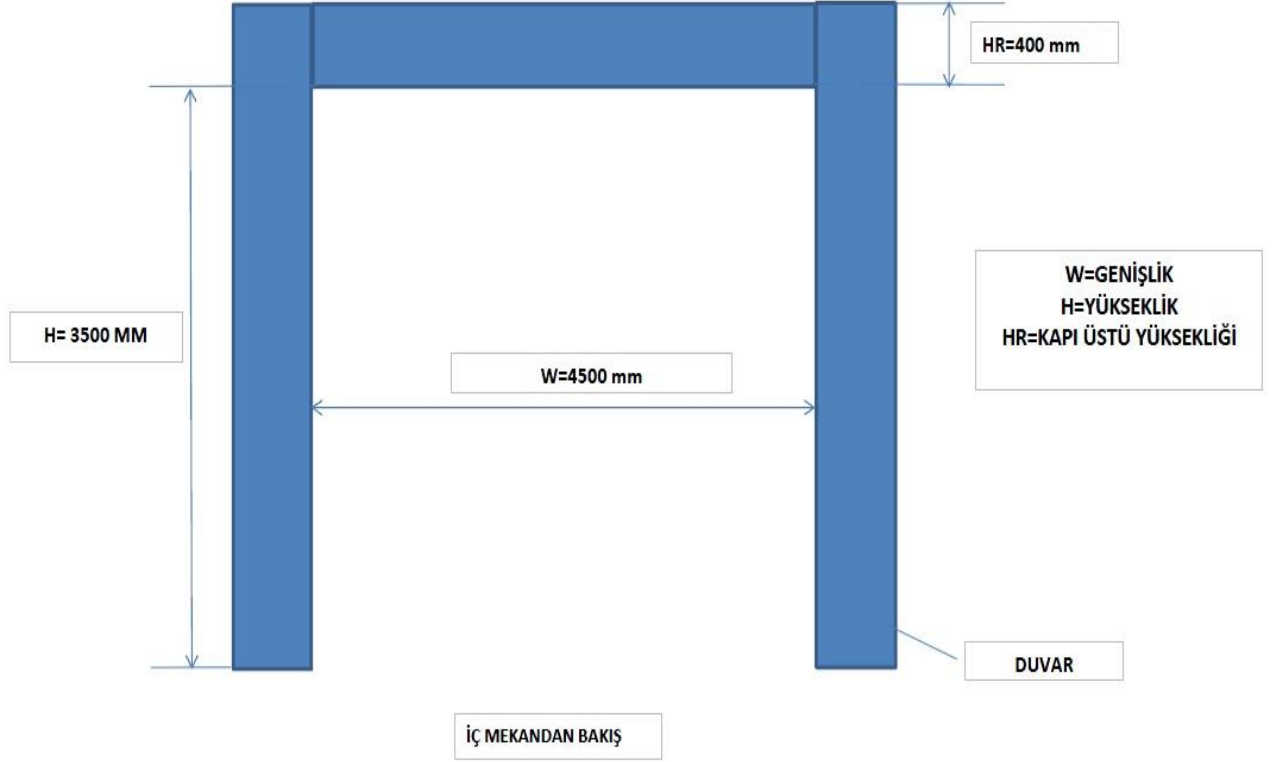 HR=400 mm
W=GENİŞLİK
H=YÜKSEKLİK
HR=KAPI ÜSTÜ YÜKSEKLİĞİ
H= 3500 MM
W=4500 mm
DUVAR
İÇ MEKANDAN BAKIŞ